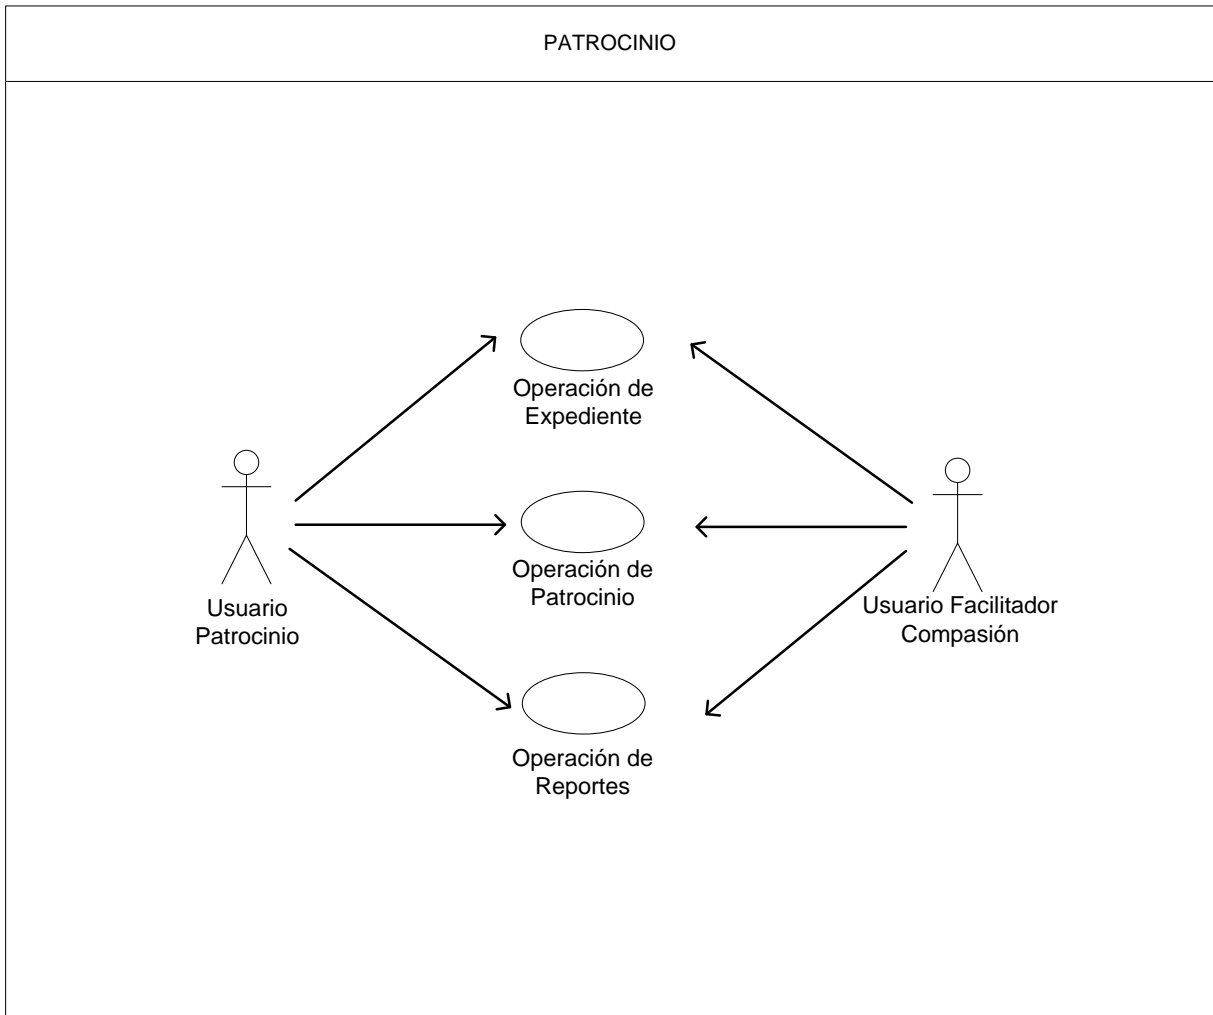 PATROCINIO
Operación de
Expediente
Operación de
Patrocinio
Usuario
Patrocinio
Usuario Facilitador
Compasión
Operación de
Reportes